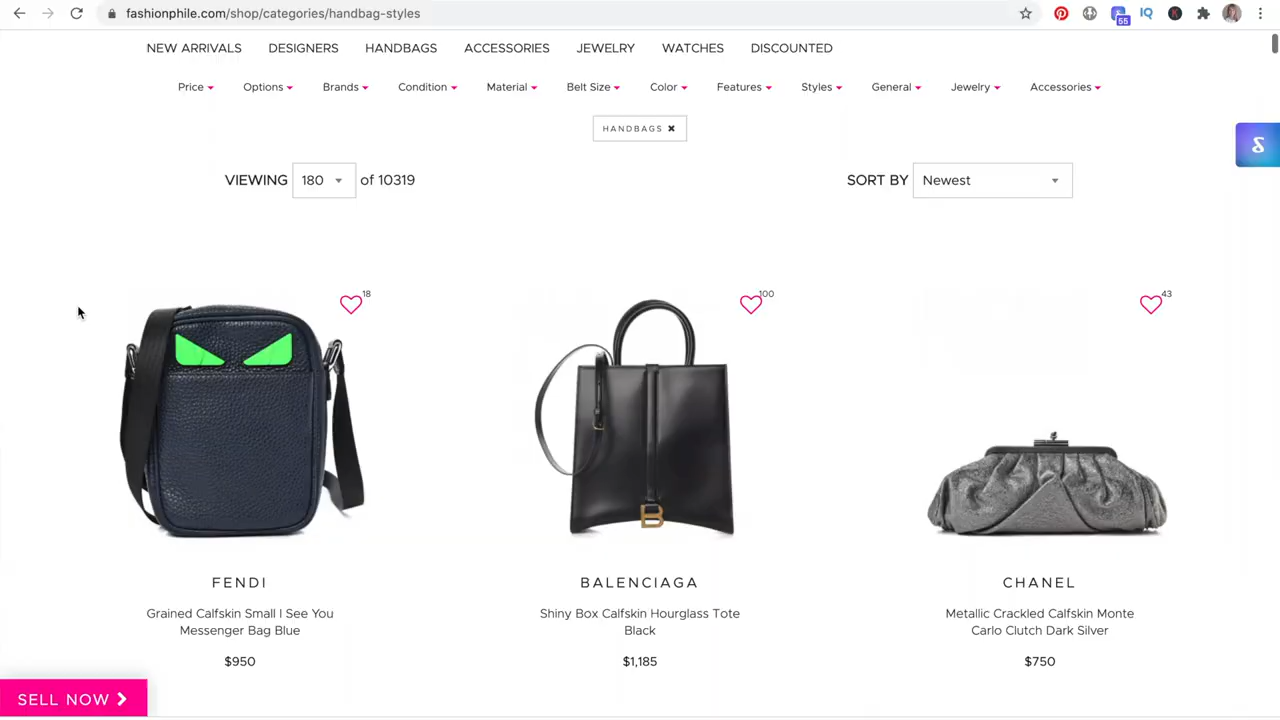 fashionphile.com/shop/categories/handbag-styles
55
IQ
NEW ARRIVALS DESIGNERS HANDBAGS ACCESSORIES JEWELRY WATCHES DISCOUNTED
Price Options Brands Condition Material Belt Size Color Features Styles General Jewelry Accessories
HANDBAGS ✖
VIEWING 180 of 10319 SORT BY Newest
18 100 43
B
FENDI BALENCIAGA CHANEL
Grained Calfskin Small I See You Shiny Box Calfskin Hourglass Tote Metallic Crackled Calfskin Monte
Messenger Bag Blue Black Carlo Clutch Dark Silver
$950 $1,185 $750
SELL NOW